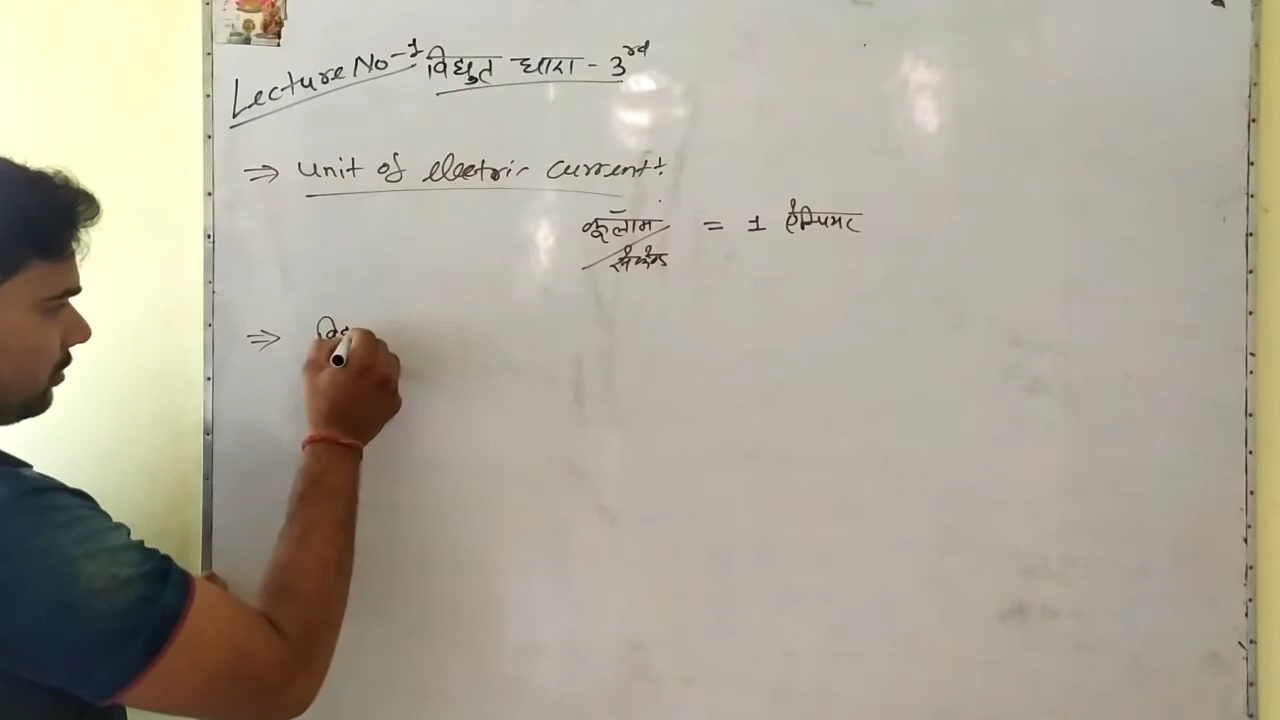 Lecture No-1 विद्युत धारा - 3rd
⇒ unit of electric current:
कूलॉम / सेकेण्ड = 1 ऐम्पियर
⇒